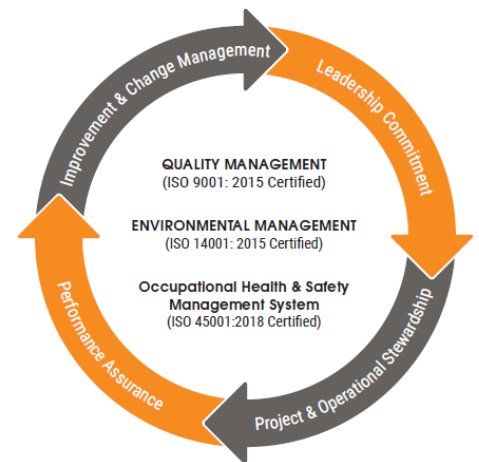 Improvement & Change Management
Leadership Commitment
QUALITY MANAGEMENT
(ISO 9001: 2015 Certified)
ENVIRONMENTAL MANAGEMENT
(ISO 14001: 2015 Certified)
Occupational Health & Safety
Management System
(ISO 45001:2018 Certified)
Performance Assurance
Project & Operational Stewardship